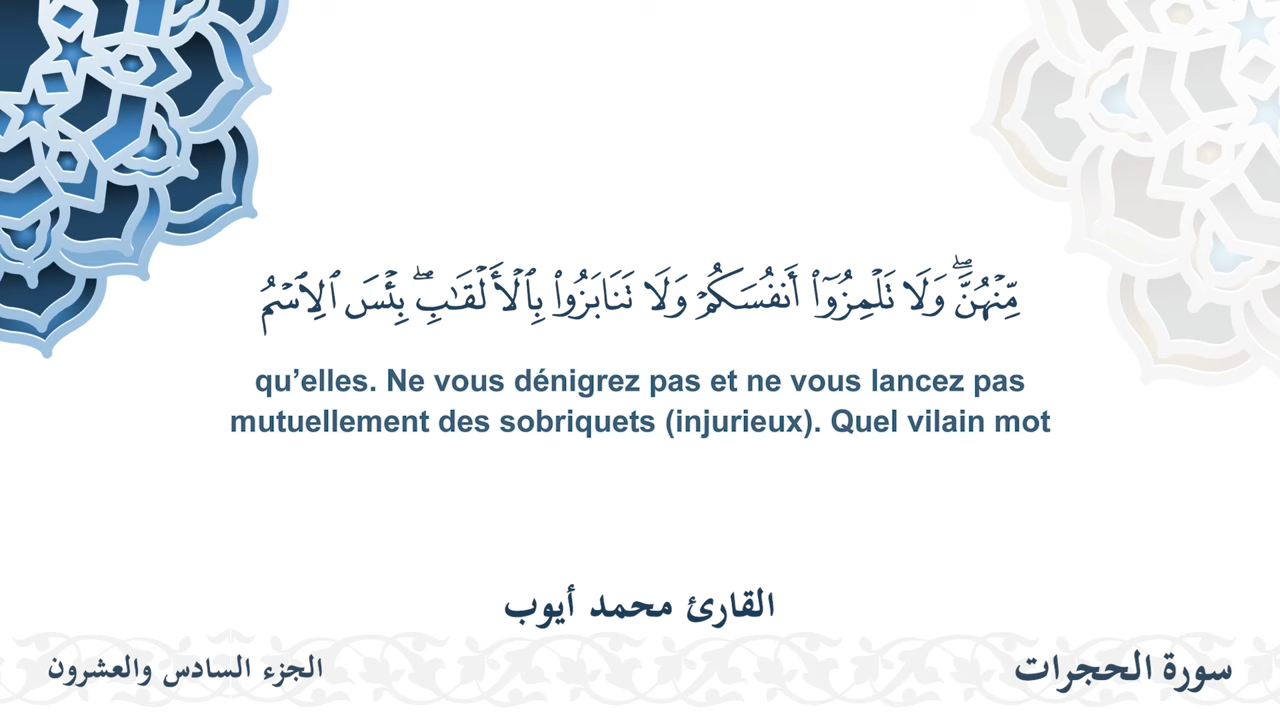 مِّنْهُنَّ ۖ وَلَا تَلْمِزُوٓا۟ أَنفُسَكُمْ وَلَا تَنَابَزُوا۟ بِٱلْأَلْقَـٰبِ ۖ بِئْسَ ٱلِٱسْمُ
qu’elles. Ne vous dénigrez pas et ne vous lancez pas
mutuellement des sobriquets (injurieux). Quel vilain mot
القارئ محمد أيوب
سورة الحجرات
الجزء السادس والعشرون